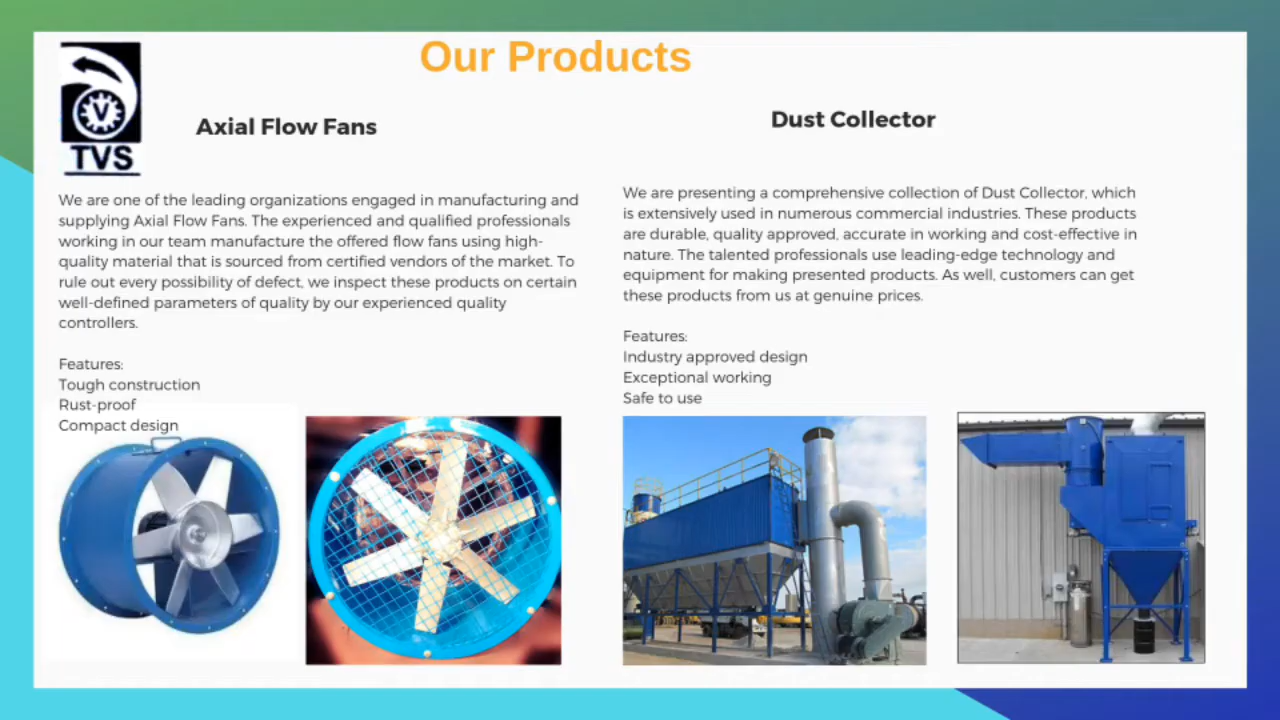 Our Products
V
TVS
Axial Flow Fans
We are one of the leading organizations engaged in manufacturing and
supplying Axial Flow Fans. The experienced and qualified professionals
working in our team manufacture the offered flow fans using high-
quality material that is sourced from certified vendors of the market. To
rule out every possibility of defect, we inspect these products on certain
well-defined parameters of quality by our experienced quality
controllers.
Features:
Tough construction
Rust-proof
Compact design
Dust Collector
We are presenting a comprehensive collection of Dust Collector, which
is extensively used in numerous commercial industries. These products
are durable, quality approved, accurate in working and cost-effective in
nature. The talented professionals use leading-edge technology and
equipment for making presented products. As well, customers can get
these products from us at genuine prices.
Features:
Industry approved design
Exceptional working
Safe to use